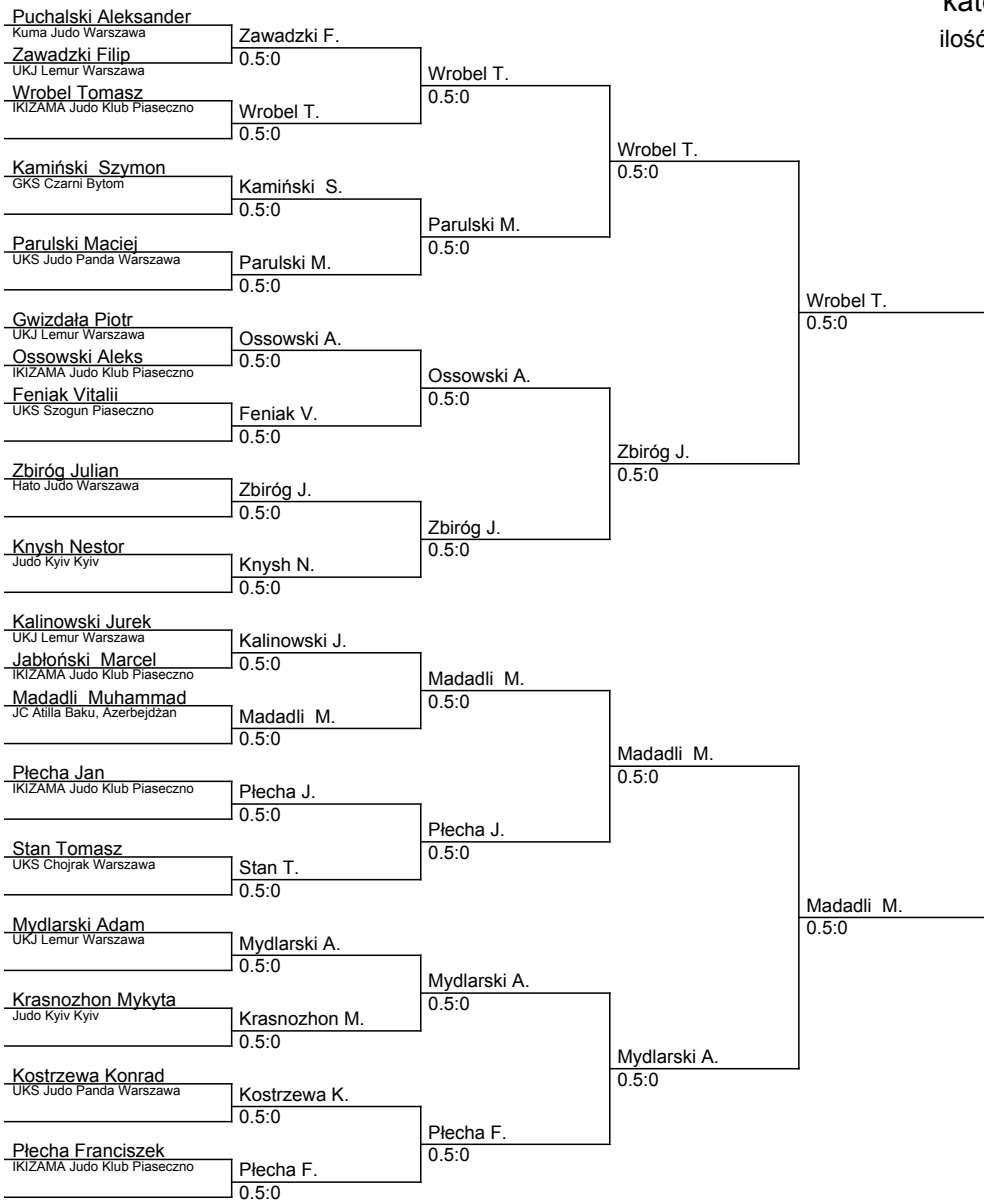 Puchalski Aleksander
Kuma Judo Warszawa
Zawadzki Filip
UKJ Lemur Warszawa
Wrobel Tomasz
IKIZAMA Judo Klub Piaseczno
Kamiński  Szymon
GKS Czarni Bytom
Parulski Maciej
UKS Judo Panda Warszawa
Gwizdała Piotr
UKJ Lemur Warszawa
Ossowski Aleks
IKIZAMA Judo Klub Piaseczno
Feniak Vitalii
UKS Szogun Piaseczno
Zbiróg Julian
Hato Judo Warszawa
Knysh Nestor
Judo Kyiv Kyiv
Kalinowski Jurek
UKJ Lemur Warszawa
Jabłoński  Marcel
IKIZAMA Judo Klub Piaseczno
Madadli  Muhammad
JC Atilla Baku, Azerbejdżan
Płecha Jan
IKIZAMA Judo Klub Piaseczno
Stan Tomasz
UKS Chojrak Warszawa
Mydlarski Adam
UKJ Lemur Warszawa
Krasnozhon Mykyta
Judo Kyiv Kyiv
Kostrzewa Konrad
UKS Judo Panda Warszawa
Płecha Franciszek
IKIZAMA Judo Klub Piaseczno
Zawadzki F.
0.5:0
Wrobel T.
0.5:0
Kamiński  S.
0.5:0
Parulski M.
0.5:0
Ossowski A.
0.5:0
Feniak V.
0.5:0
Zbiróg J.
0.5:0
Knysh N.
0.5:0
Kalinowski J.
0.5:0
Madadli  M.
0.5:0
Płecha J.
0.5:0
Stan T.
0.5:0
Mydlarski A.
0.5:0
Krasnozhon M.
0.5:0
Kostrzewa K.
0.5:0
Płecha F.
0.5:0
Wrobel T.
0.5:0
Parulski M.
0.5:0
Ossowski A.
0.5:0
Zbiróg J.
0.5:0
Madadli  M.
0.5:0
Płecha J.
0.5:0
Mydlarski A.
0.5:0
Płecha F.
0.5:0
Wrobel T.
0.5:0
Zbiróg J.
0.5:0
Madadli  M.
0.5:0
Mydlarski A.
0.5:0
Wrobel T.
0.5:0
Madadli  M.
0.5:0
ilość